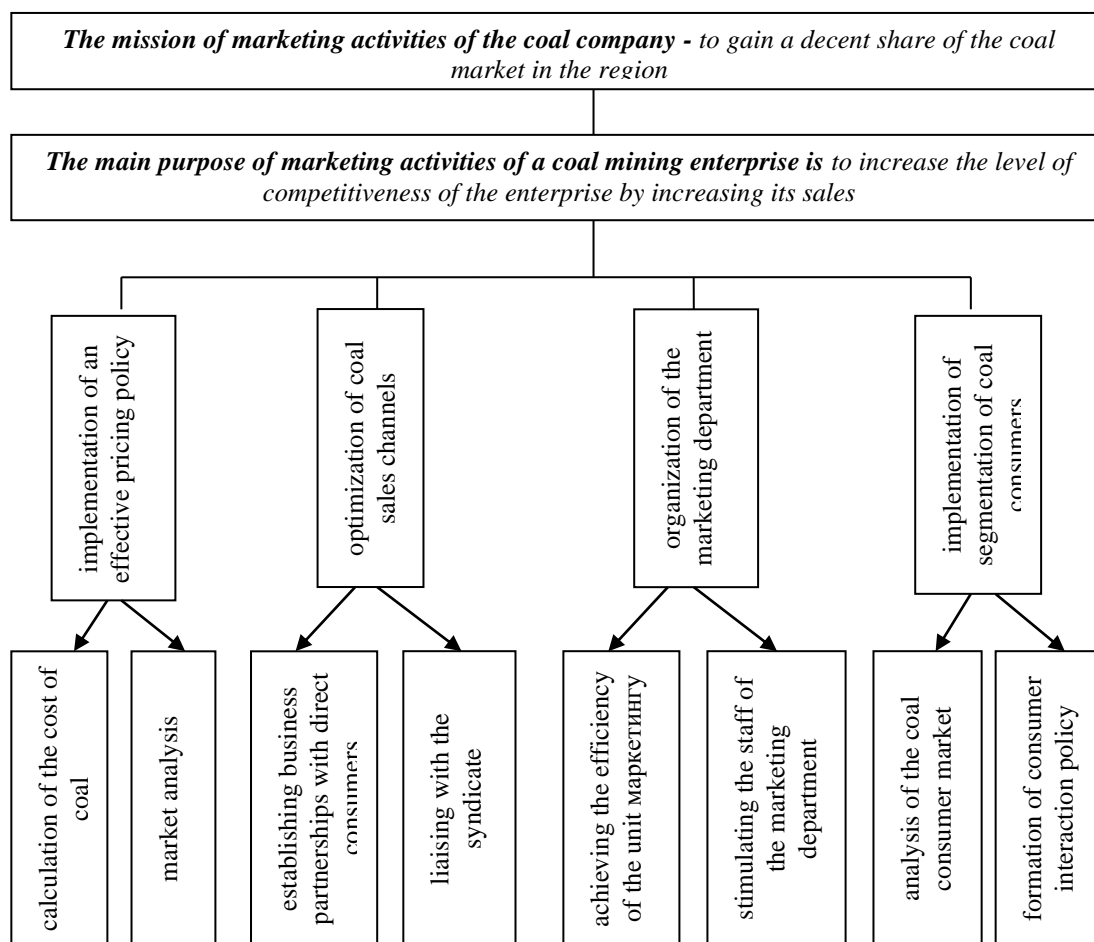 The mission of marketing activities of the coal company - to gain a decent share of the coal
market in the region
The main purpose of marketing activities of a coal mining enterprise is to increase the level of
competitiveness of the enterprise by increasing its sales
implementation of an
effective pricing policy
optimization of coal
sales channels
organization of the
marketing department
implementation of
segmentation of coal
consumers
calculation of the cost of
coal
market analysis
establishing business
partnerships with direct
consumers
liaising with the
syndicate
achieving the efficiency
of the unit маркетингу
stimulating the staff of
the marketing
department
analysis of the coal
consumer market
formation of consumer
interaction policy